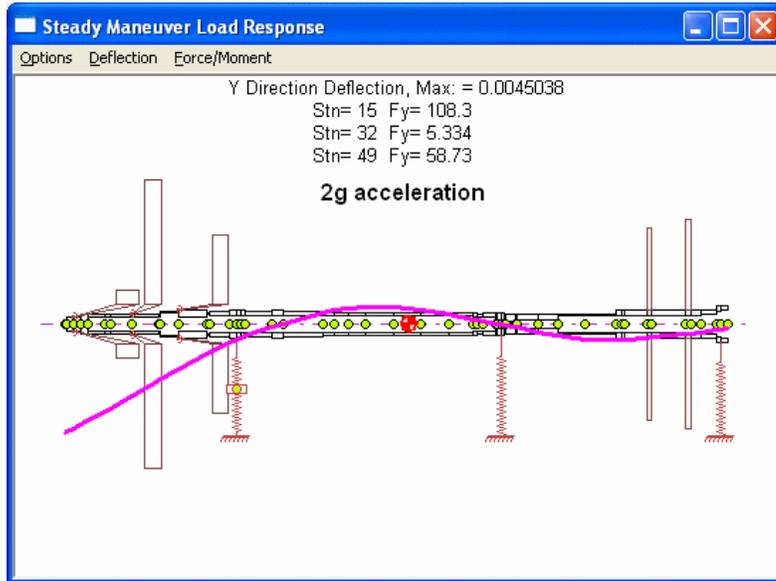 Steady Maneuver Load Response
Options Deflection Force/Moment
Y Direction Deflection, Max: = 0.0045038
Stn= 15 Fy= 108.3
Stn= 32 Fy= 5.334
Stn= 49 Fy= 58.73
2g acceleration